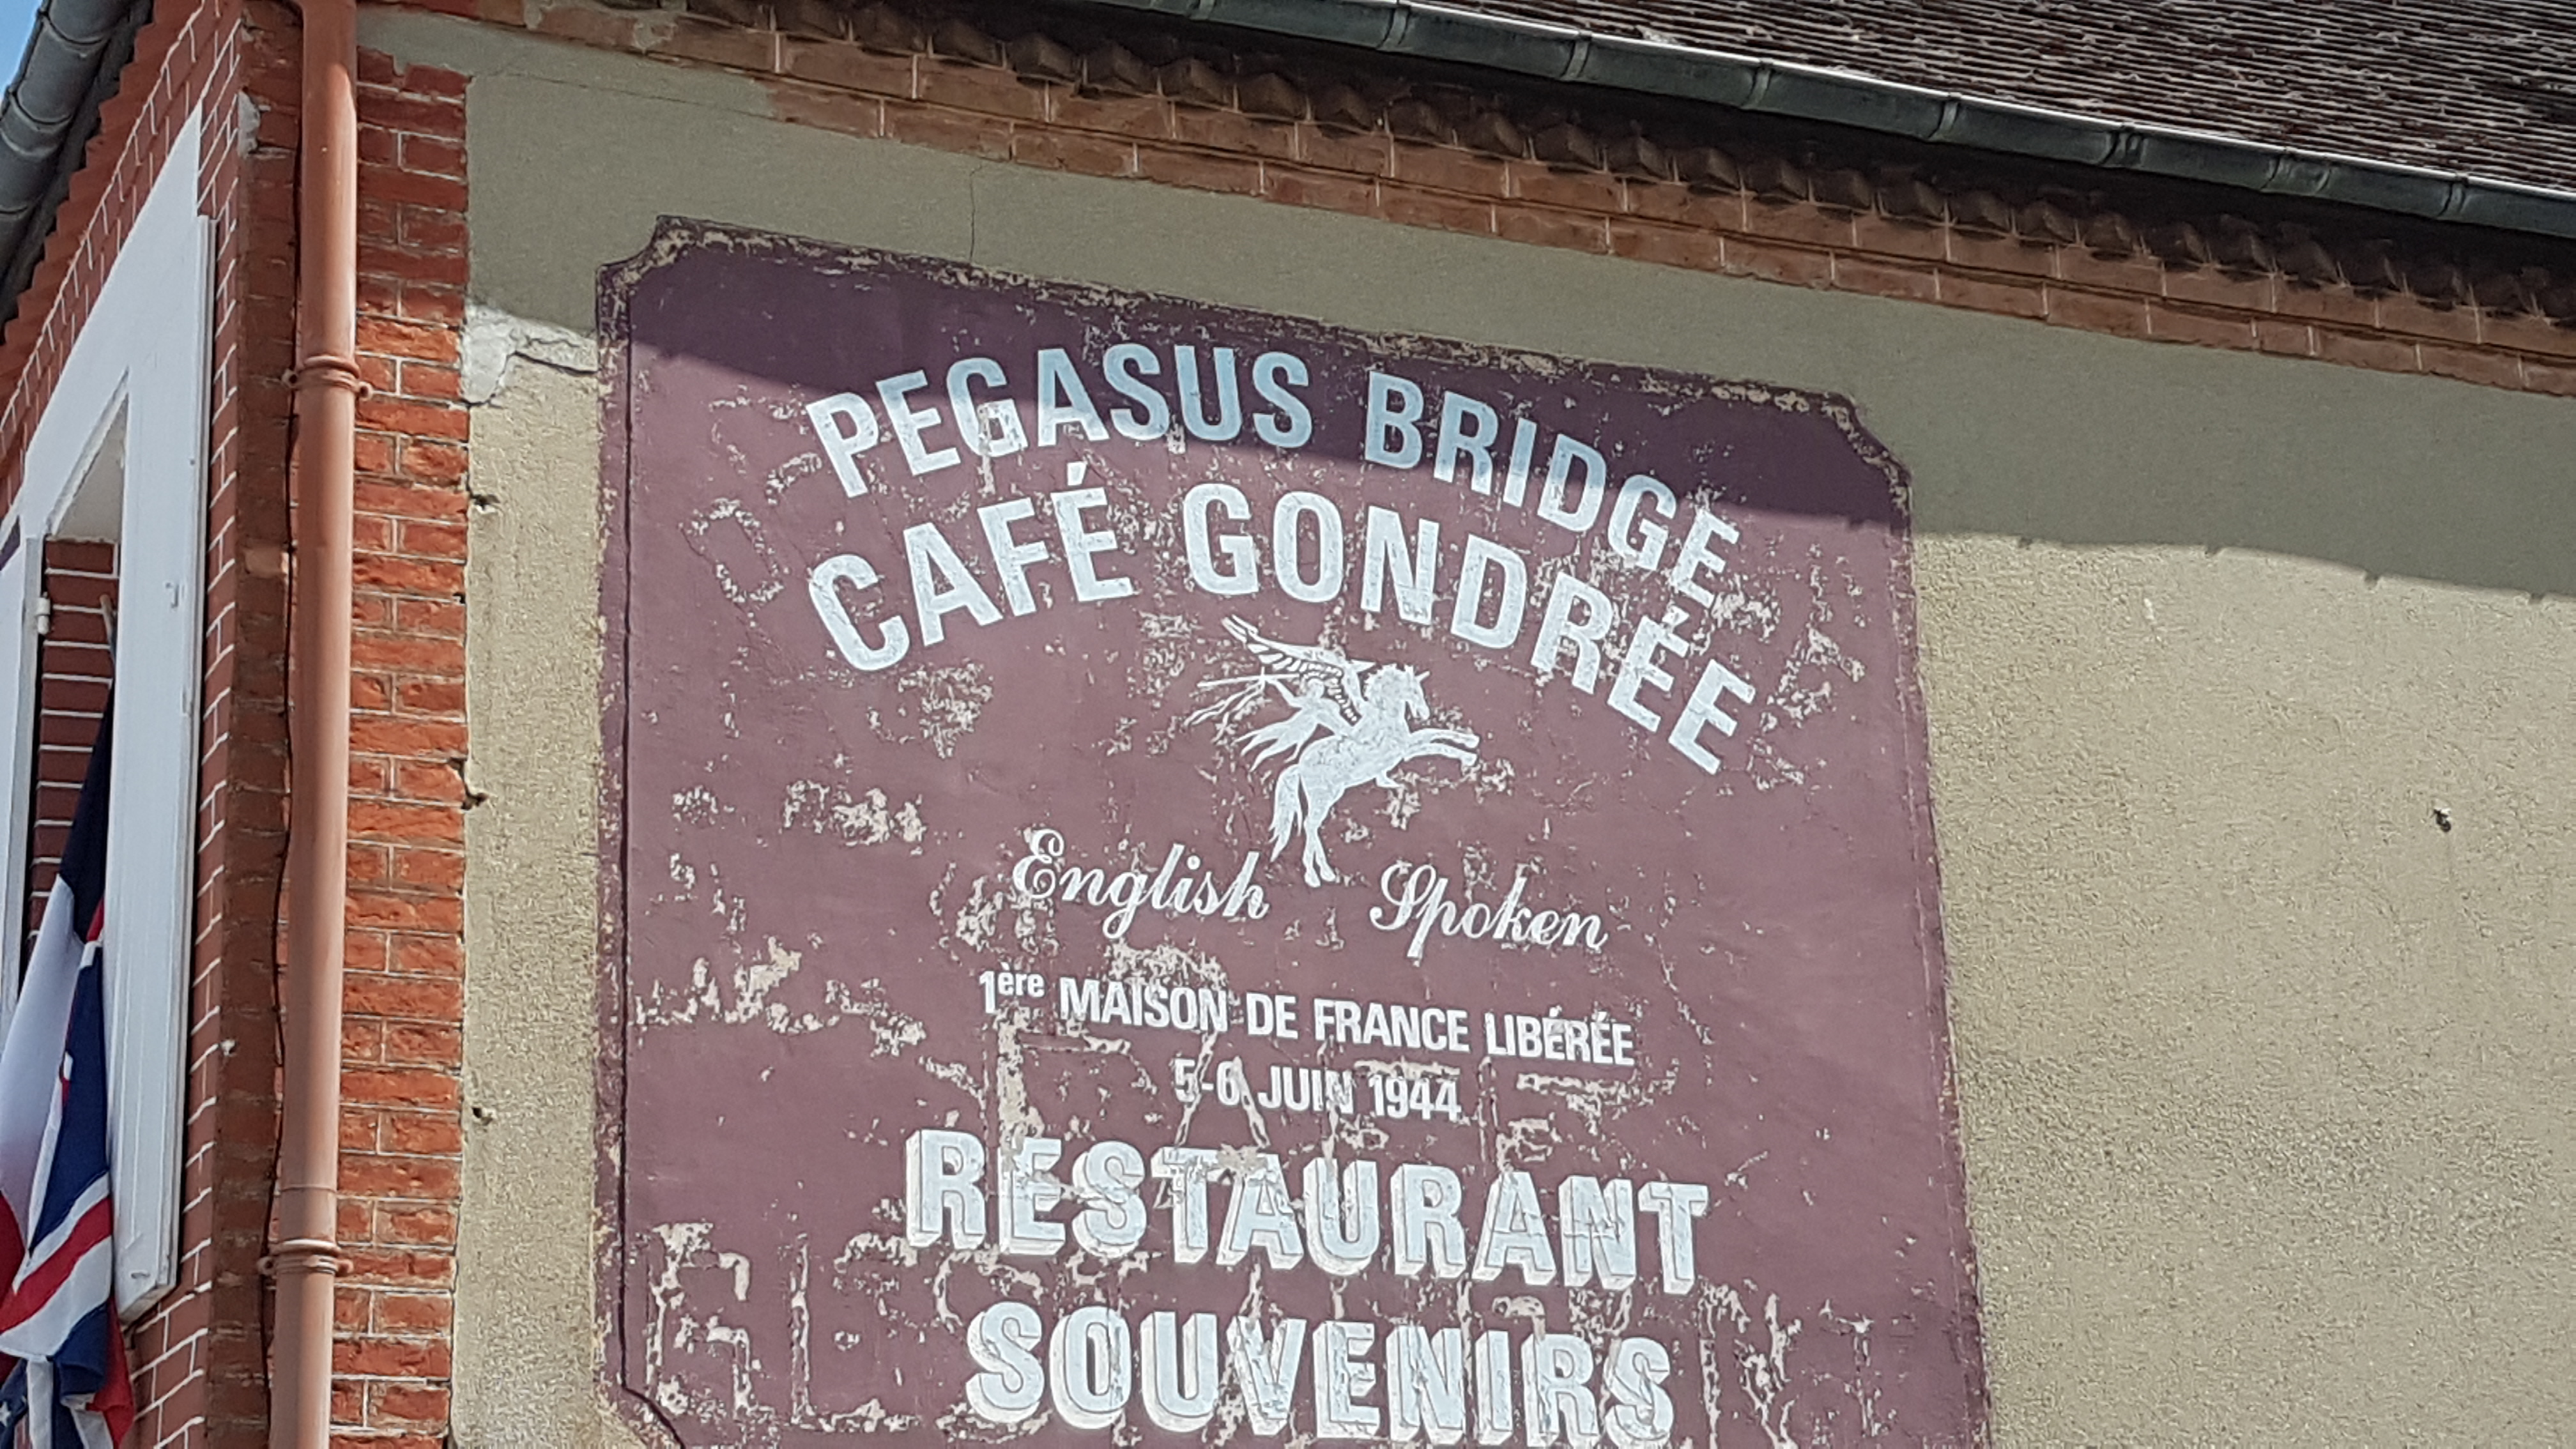 PEGASUS BRIDGE
CAFÉ GONDRÉE
English Spoken
1ère MAISON DE FRANCE LIBÉRÉE
5-6 JUIN 1944
RESTAURANT
SOUVENIRS